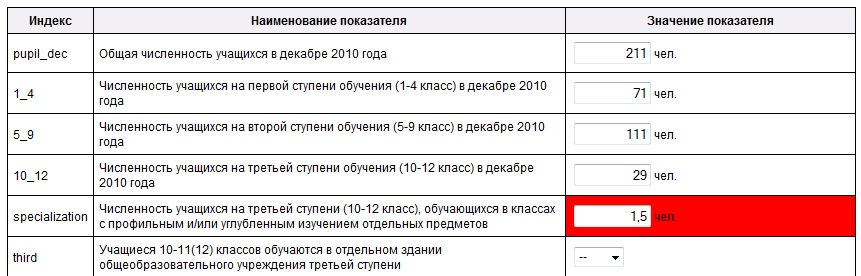 Индекс Наименование показателя Значение показателя
pupil_dec Общая численность учащихся в декабре 2010 года 211 чел.
1_4 Численность учащихся на первой ступени обучения (1-4 класс) в декабре 2010
года 71 чел.
5_9 Численность учащихся на второй ступени обучения (5-9 класс) в декабре 2010
года 111 чел.
10_12 Численность учащихся на третьей ступени обучения (10-12 класс) в декабре
2010 года 29 чел.
specialization Численность учащихся на третьей ступени (10-12 класс), обучающихся в классах
с профильным и/или углубленным изучением отдельных предметов 1,5 чел.
third Учащиеся 10-11(12) классов обучаются в отдельном здании
общеобразовательного учреждения третьей ступени --